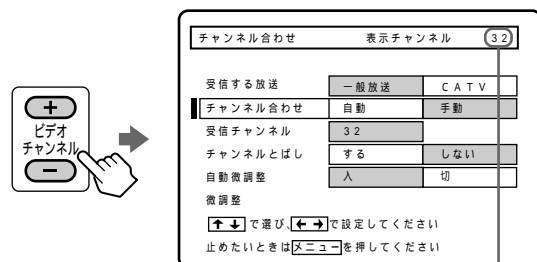 チャンネル合わせ 表示チャンネル 32
受信する放送 一般放送 CATV
チャンネル合わせ 自動 手動
受信チャンネル 32
チャンネルとばし する しない
自動微調整 入 切
微調整
↑↓で選び、←→で設定してください
止めたいときはメニューを押してください
+
ビデオ
チャンネル
−